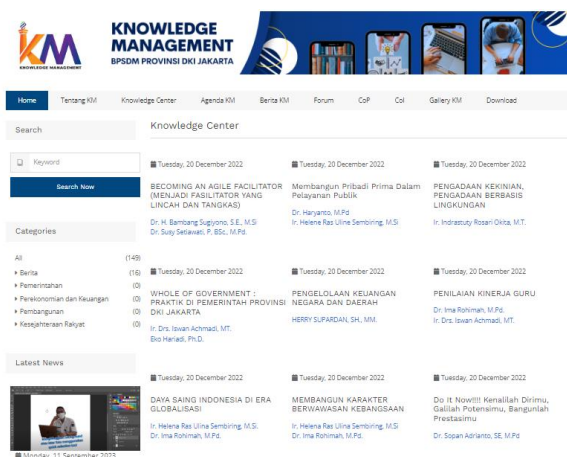 KM
KNOWLEDGE MANAGEMENT
KNOWLEDGE
MANAGEMENT
BPSDM PROVINSI DKI JAKARTA
Home Tentang KM Knowledge Center Agenda KM Berita KM Forum CoP CoI Gallery KM Download
Search
Keyword
Search Now
Categories
All (149)
Berita (16)
Pemerintahan (0)
Perekonomian dan Keuangan (0)
Pembangunan (0)
Kesejahteraan Rakyat (0)
Latest News
Monday, 11 September 2023
Knowledge Center
Tuesday, 20 December 2022
BECOMING AN AGILE FACILITATOR
(MENJADI FASILITATOR YANG
LINCAH DAN TANGKAS)
Dr. H. Bambang Sugiyono, S.E., M.Si
Dr. Susy Setiawati, P. BSc., M.Pd.
Tuesday, 20 December 2022
Membangun Pribadi Prima Dalam
Pelayanan Publik
Dr. Haryanto, M.Pd
Ir. Helena Ras Ulina Sembiring, M.Si
Tuesday, 20 December 2022
PENGADAAN KEKINIAN,
PENGADAAN BERBASIS
LINGKUNGAN
Ir. Indrastuty Rosari Okita, M.T.
Tuesday, 20 December 2022
WHOLE OF GOVERNMENT :
PRAKTIK DI PEMERINTAH PROVINSI
DKI JAKARTA
Ir. Drs. Iswan Achmadi, MT.
Eko Hariadi, Ph.D.
Tuesday, 20 December 2022
PENGELOLAAN KEUANGAN
NEGARA DAN DAERAH
HERRY SUPARDAN, SH., MM.
Tuesday, 20 December 2022
PENILAIAN KINERJA GURU
Dr. Ima Rohimah, M.Pd.
Ir. Drs. Iswan Achmadi, MT.
Tuesday, 20 December 2022
DAYA SAING INDONESIA DI ERA
GLOBALISASI
Ir. Helena Ras Ulina Sembiring, M.Si.
Dr. Ima Rohimah, M.Pd.
Tuesday, 20 December 2022
MEMBANGUN KARAKTER
BERWAWASAN KEBANGSAAN
Ir. Helena Ras Ulina Sembiring, M.Si
Dr. Ima Rohimah, M.Pd.
Tuesday, 20 December 2022
Do It Now!!!! Kenalilah Dirimu,
Galilah Potensimu, Bangunlah
Prestasimu
Dr. Sopan Adrianto, SE, M.Pd